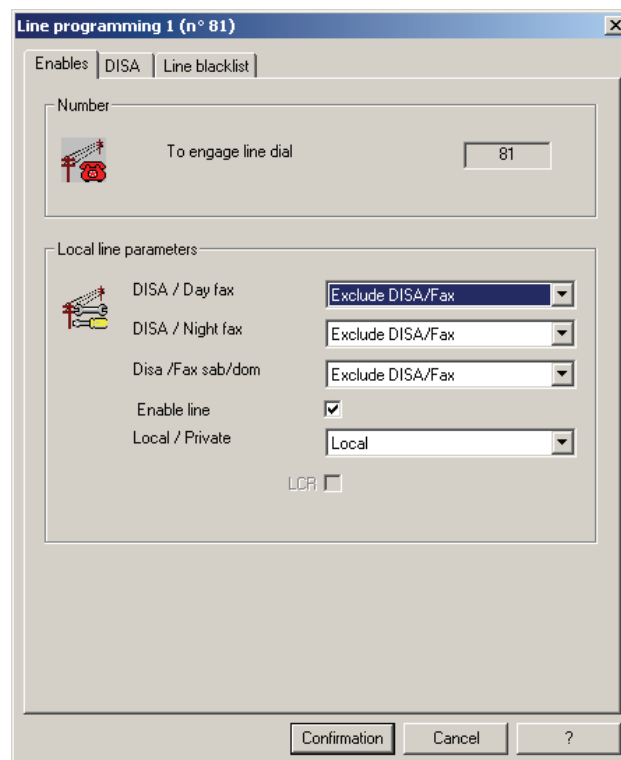 Line programming 1 (n° 81)
Enables DISA Line blacklist
Number
To engage line dial 81
Local line parameters
DISA / Day fax Exclude DISA/Fax
DISA / Night fax Exclude DISA/Fax
Disa /Fax sab/dom Exclude DISA/Fax
Enable line
Local / Private Local
LCR
Confirmation Cancel ?